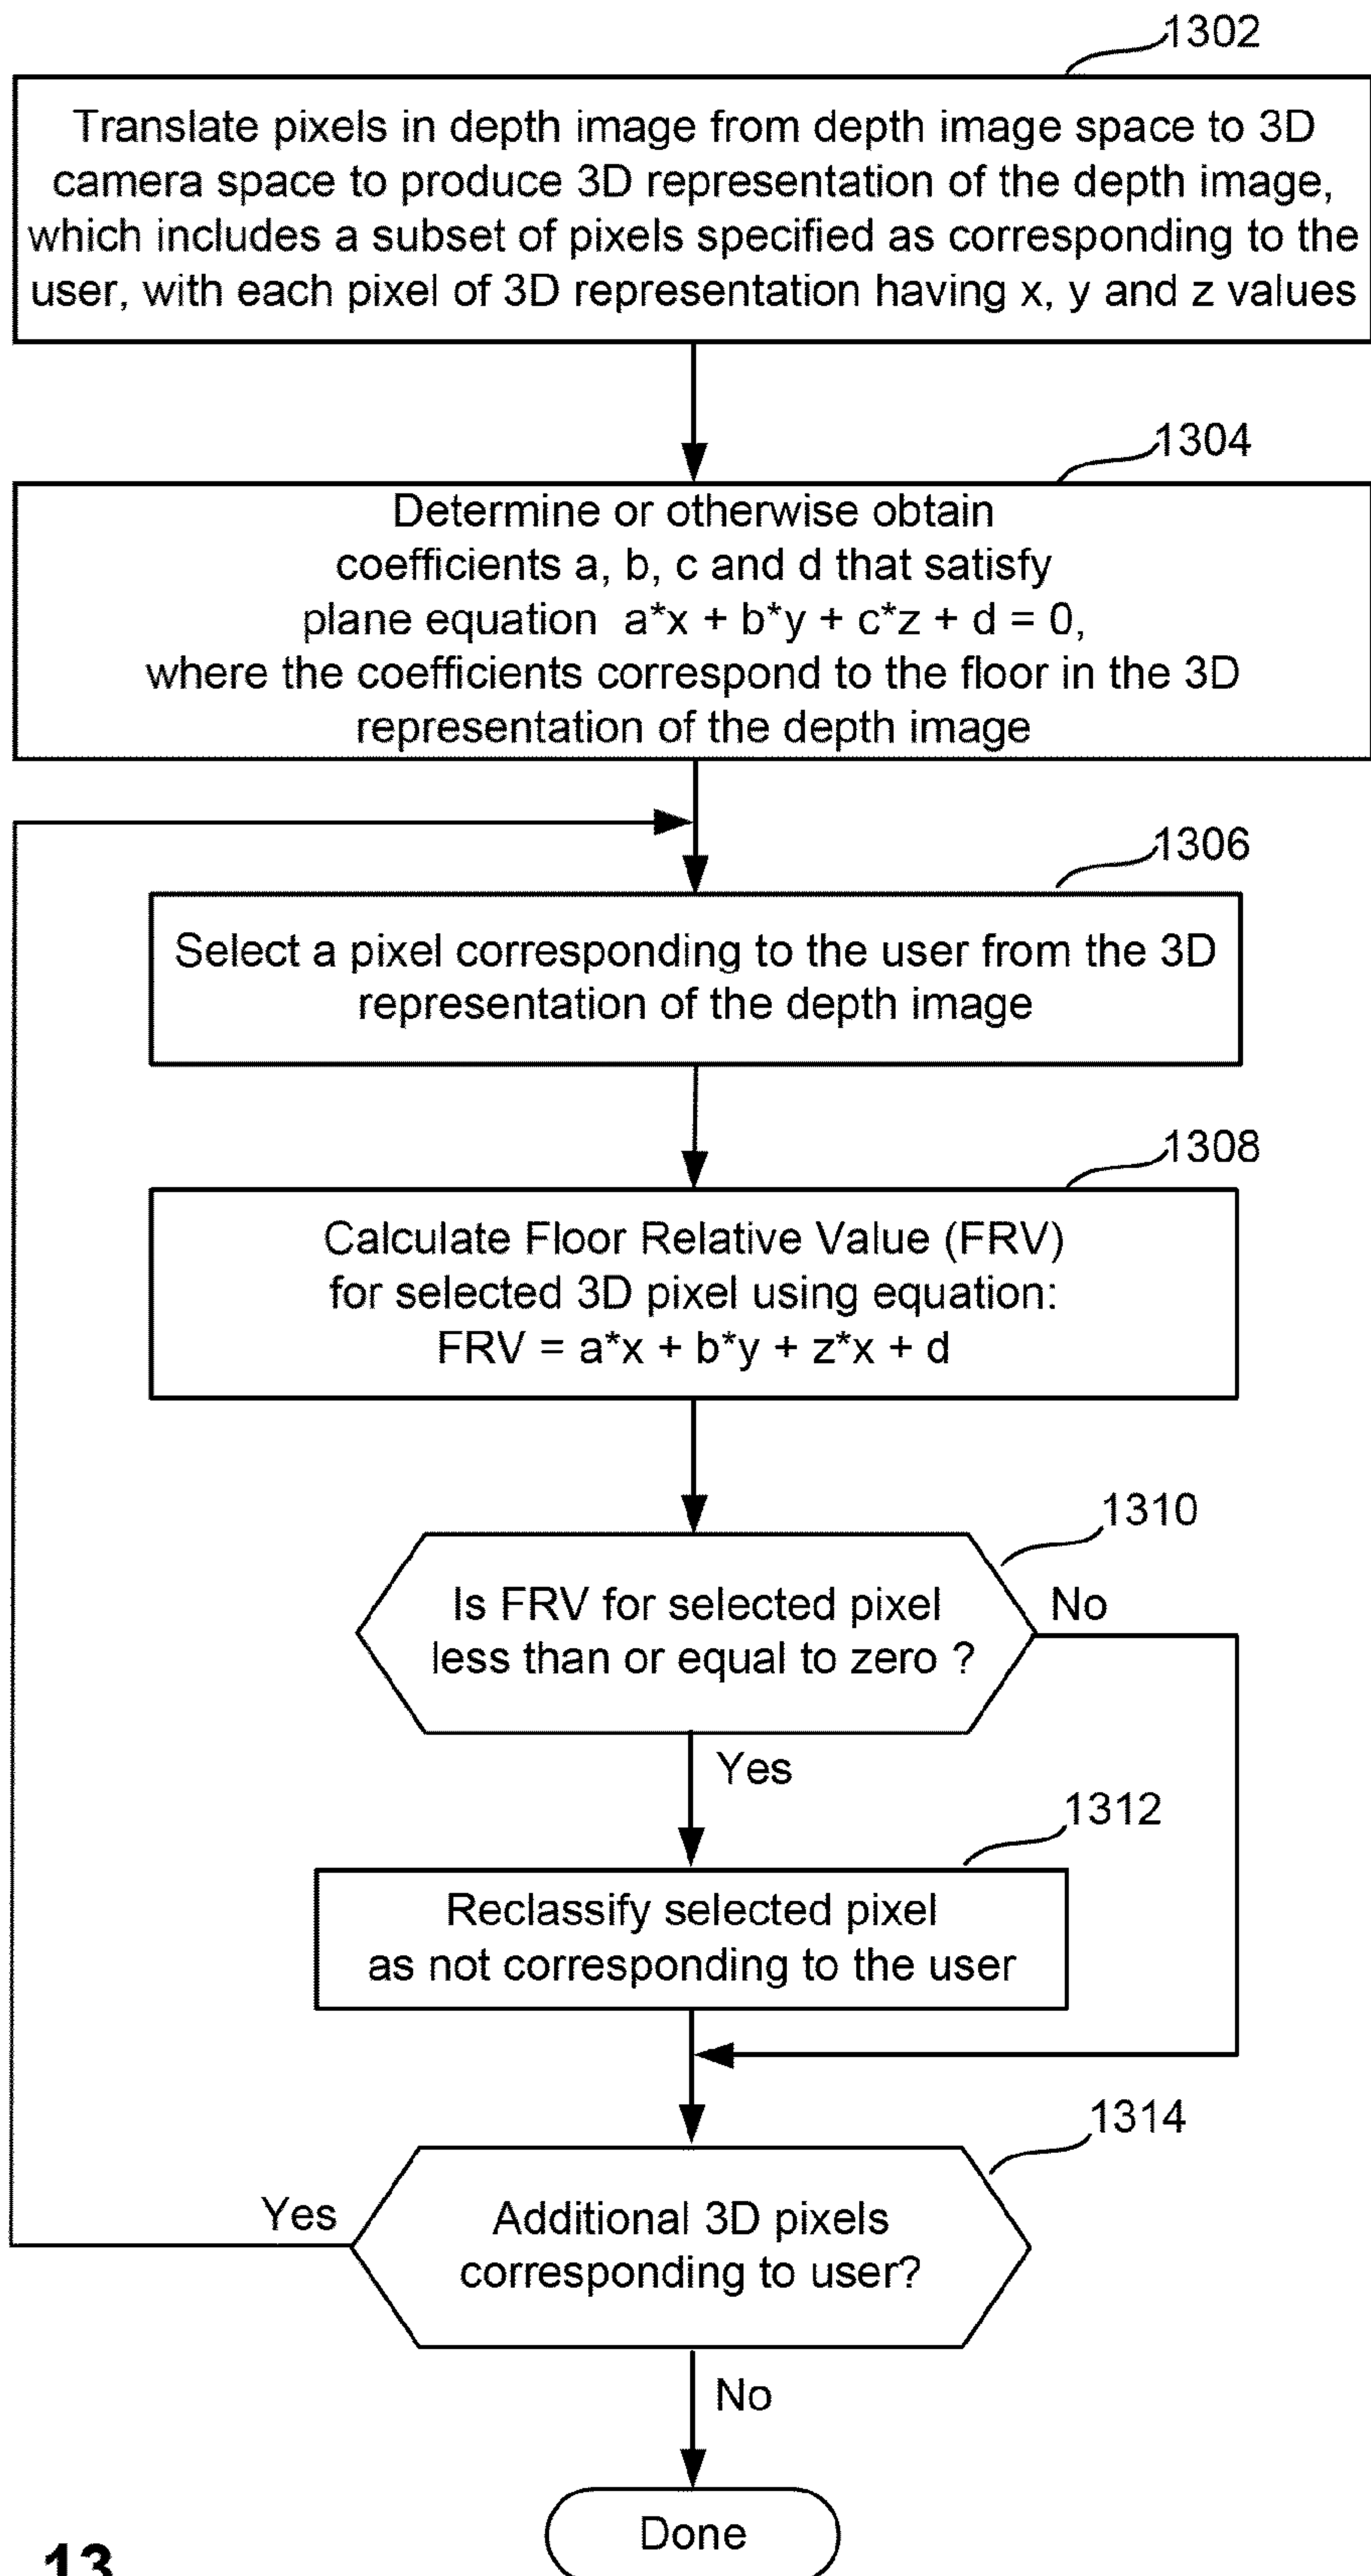 1302
Translate pixels in depth image from depth image space to 3D
camera space to produce 3D representation of the depth image,
which includes a subset of pixels specified as corresponding to the
user, with each pixel of 3D representation having x, y and z values
1304
Determine or otherwise obtain
coefficients a, b, c and d that satisfy
plane equation a*x + b*y + c*z + d = 0,
where the coefficients correspond to the floor in the 3D
representation of the depth image
1306
Select a pixel corresponding to the user from the 3D
representation of the depth image
1308
Calculate Floor Relative Value (FRV)
for selected 3D pixel using equation:
FRV = a*x + b*y + z*x + d
1310
Is FRV for selected pixel
less than or equal to zero ?
No
Yes
1312
Reclassify selected pixel
as not corresponding to the user
1314
Yes
Additional 3D pixels
corresponding to user?
No
Done
13